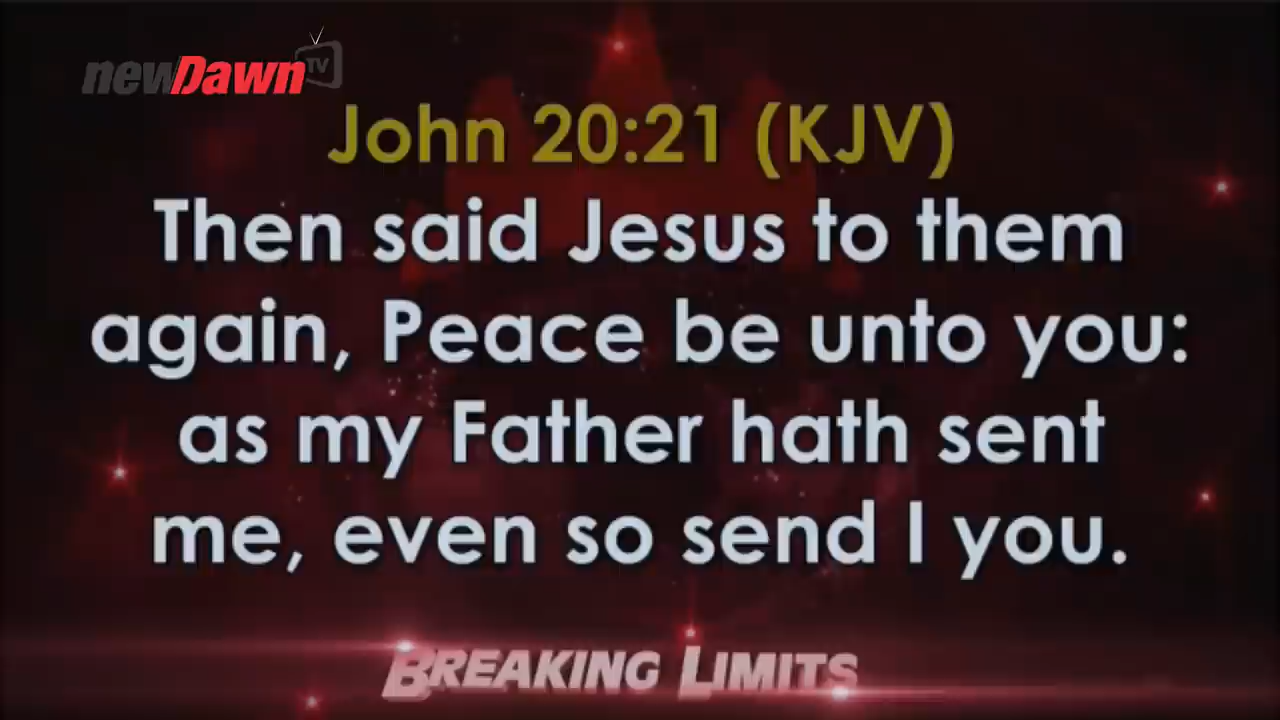 newDawn TV
John 20:21 (KJV)
Then said Jesus to them
again, Peace be unto you:
as my Father hath sent
me, even so send I you.
BREAKING LIMITS